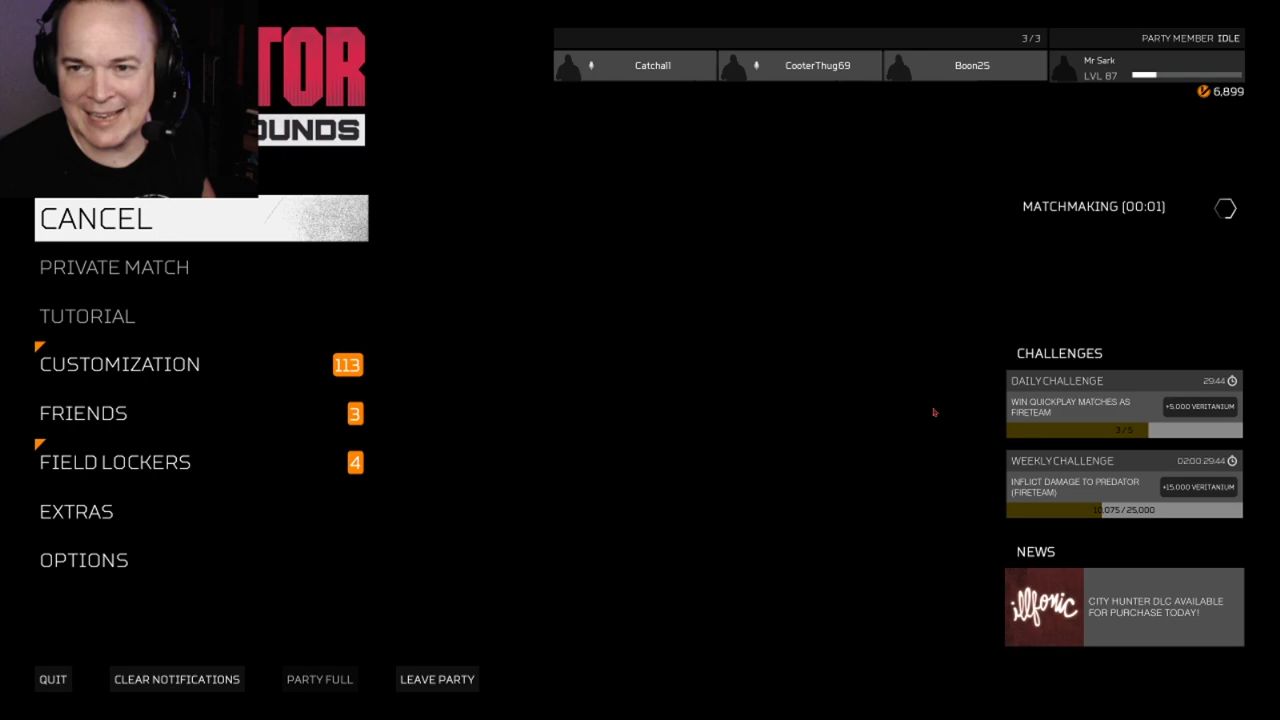 TOR
OUNDS
3/3
PARTY MEMBER IDLE
Catchall
CooterThug69
Boon25
Mr Sark
LVL 87
6,899
CANCEL
MATCHMAKING (00:01)
PRIVATE MATCH
TUTORIAL
CUSTOMIZATION 113
FRIENDS 3
FIELD LOCKERS 4
EXTRAS
OPTIONS
CHALLENGES
DAILY CHALLENGE 29:44
WIN QUICKPLAY MATCHES AS
FIRETEAM
+5,000 VERITANIUM
3 / 5
WEEKLY CHALLENGE 02:00:29:44
INFLICT DAMAGE TO PREDATOR
(FIRETEAM)
+15,000 VERITANIUM
10,075 / 25,000
NEWS
illfonic
CITY HUNTER DLC AVAILABLE
FOR PURCHASE TODAY!
QUIT
CLEAR NOTIFICATIONS
PARTY FULL
LEAVE PARTY